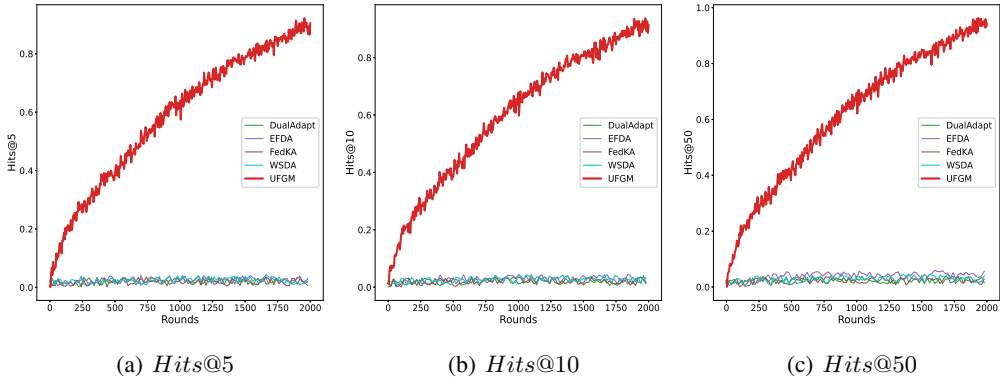 Hits@5
0.8
0.6
0.4
0.2
0.0
DualAdapt
EFDA
FedKA
WSDA
UFGM
0 250 500 750 1000 1250 1500 1750 2000
Rounds
(a) Hits@5
Hits@10
0.8
0.6
0.4
0.2
0.0
DualAdapt
EFDA
FedKA
WSDA
UFGM
0 250 500 750 1000 1250 1500 1750 2000
Rounds
(b) Hits@10
Hits@50
1.0
0.8
0.6
0.4
0.2
0.0
DualAdapt
EFDA
FedKA
WSDA
UFGM
0 250 500 750 1000 1250 1500 1750 2000
Rounds
(c) Hits@50